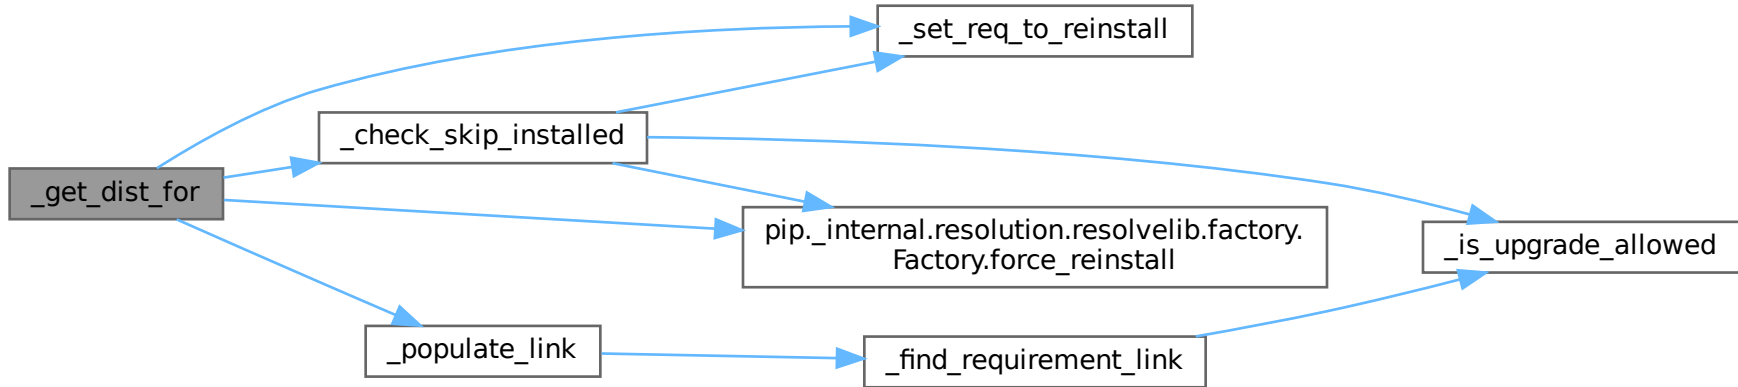 _set_req_to_reinstall
_check_skip_installed
_get_dist_for
pip._internal.resolution.resolvelib.factory.
Factory.force_reinstall
_is_upgrade_allowed
_populate_link
_find_requirement_link